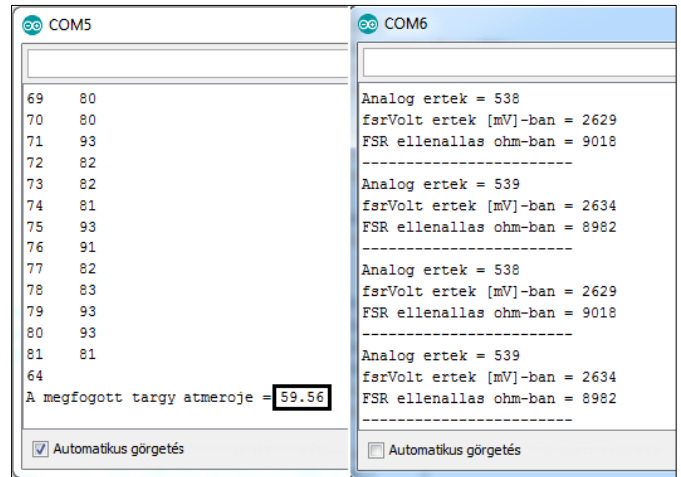 COM5
69 80
70 80
71 93
72 82
73 82
74 81
75 93
76 91
77 82
78 83
79 93
80 93
81 81
64
A megfogott targy atmeroje = 59.56
Automatikus görgetés
COM6
Analog ertek = 538
fsrVolt ertek [mV]-ban = 2629
FSR ellenallas ohm-ban = 9018
-------------------------
Analog ertek = 539
fsrVolt ertek [mV]-ban = 2634
FSR ellenallas ohm-ban = 8982
-------------------------
Analog ertek = 538
fsrVolt ertek [mV]-ban = 2629
FSR ellenallas ohm-ban = 9018
-------------------------
Analog ertek = 539
fsrVolt ertek [mV]-ban = 2634
FSR ellenallas ohm-ban = 8982
-------------------------
Automatikus görgetés